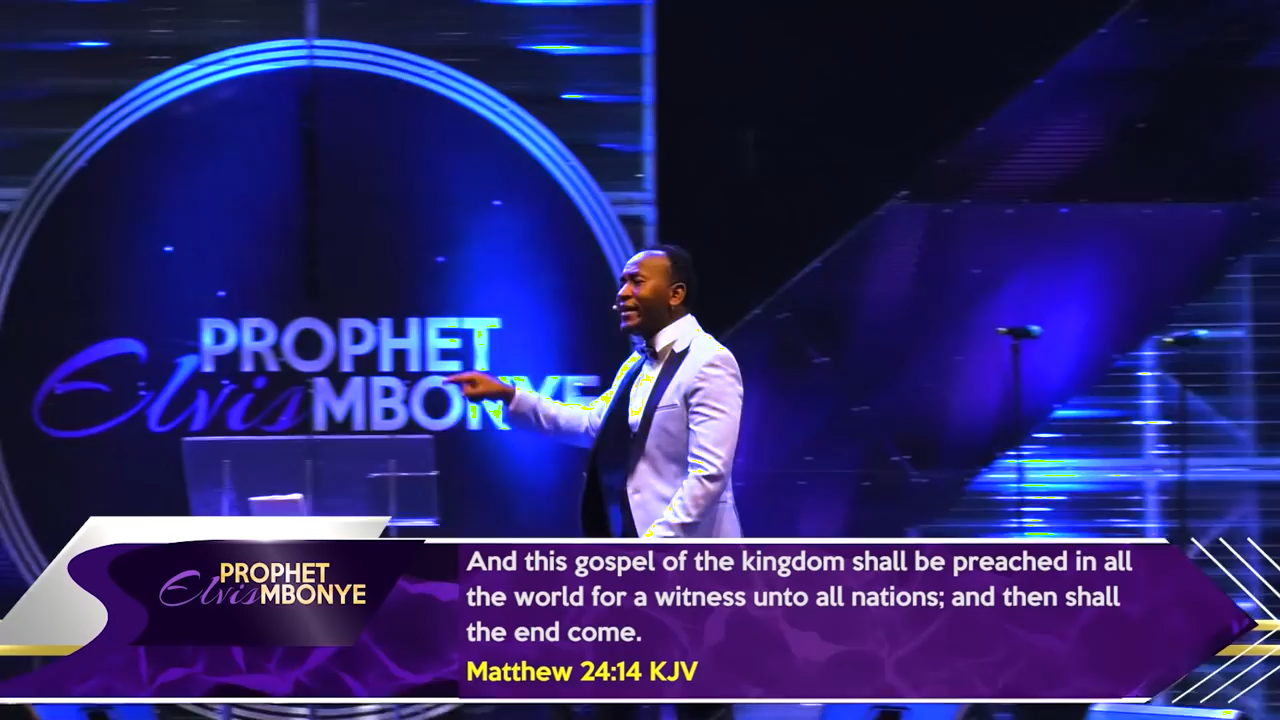 PROPHET
Elvis MBONYE
PROPHET
Elvis MBONYE
And this gospel of the kingdom shall be preached in all
the world for a witness unto all nations; and then shall
the end come.
Matthew 24:14 KJV